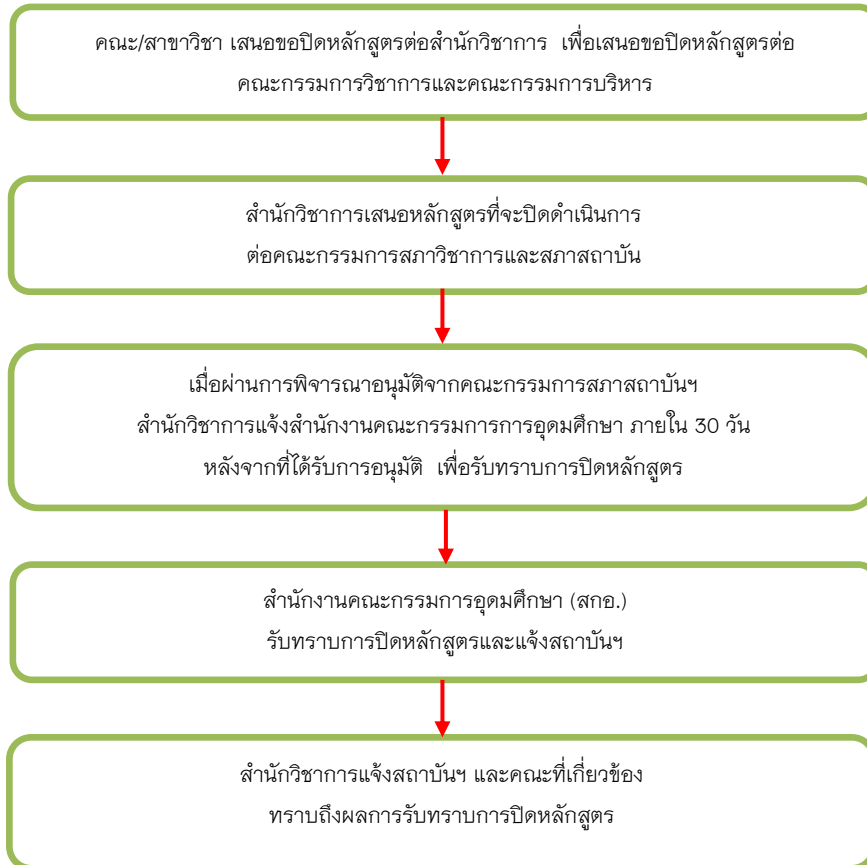 คณะ/สาขาวิชา เสนอขอปิดหลักสูตรต่อสำนักวิชาการ เพื่อเสนอขอปิดหลักสูตรต่อ
คณะกรรมการวิชาการและคณะกรรมการบริหาร
สำนักวิชาการเสนอหลักสูตรที่จะปิดดำเนินการ
ต่อคณะกรรมการสภาวิชาการและสภาสถาบัน
เมื่อผ่านการพิจารณาอนุมัติจากคณะกรรมการสภาสถาบันฯ
สำนักวิชาการแจ้งสำนักงานคณะกรรมการการอุดมศึกษา ภายใน 30 วัน
หลังจากที่ได้รับการอนุมัติ เพื่อรับทราบการปิดหลักสูตร
สำนักงานคณะกรรมการอุดมศึกษา (สกอ.)
รับทราบการปิดหลักสูตรและแจ้งสถาบันฯ
สำนักวิชาการแจ้งสถาบันฯ และคณะที่เกี่ยวข้อง
ทราบถึงผลการรับทราบการปิดหลักสูตร